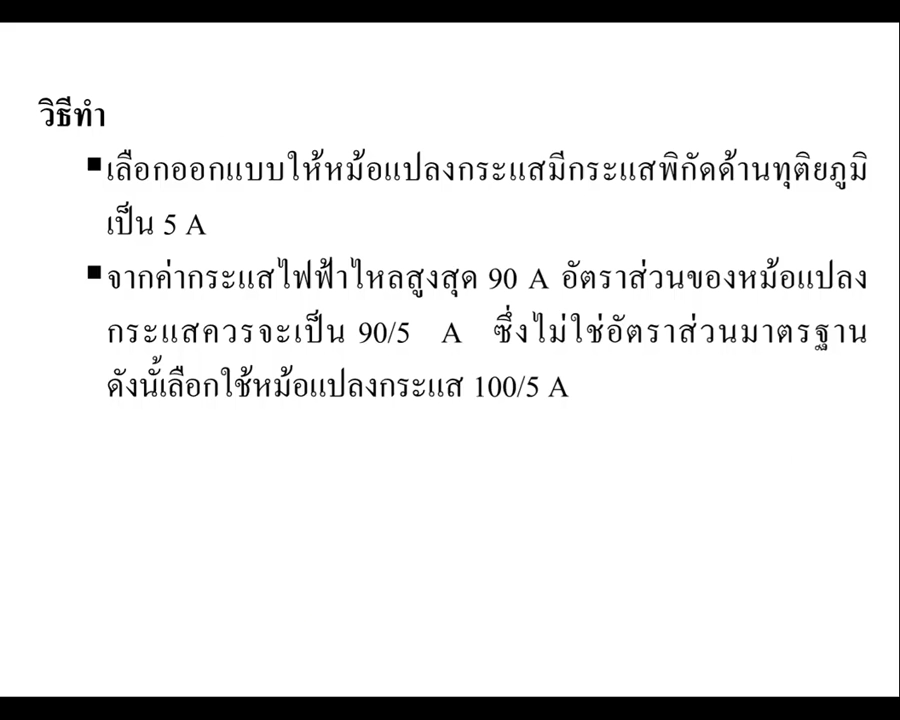 วิธีทำ
▪เลือกออกแบบให้หม้อแปลงกระแสมีกระแสพิกัดด้านทุติยภูมิ
เป็น 5 A
▪จากค่ากระแสไฟฟ้าไหลสูงสุด 90 A อัตราส่วนของหม้อแปลง
กระแสควรจะเป็น 90/5 A ซึ่งไม่ใช่อัตราส่วนมาตรฐาน
ดังนั้นเลือกใช้หม้อแปลงกระแส 100/5 A